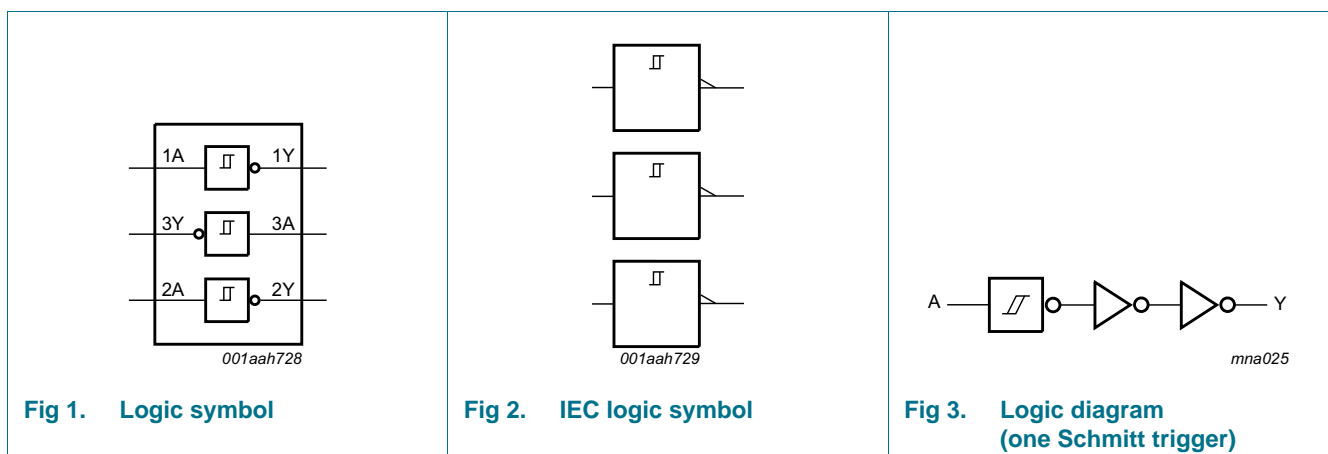 1A 1Y
3Y 3A
2A 2Y
001aah728
Fig 1. Logic symbol
001aah729
Fig 2. IEC logic symbol
A Y
mna025
Fig 3. Logic diagram
(one Schmitt trigger)